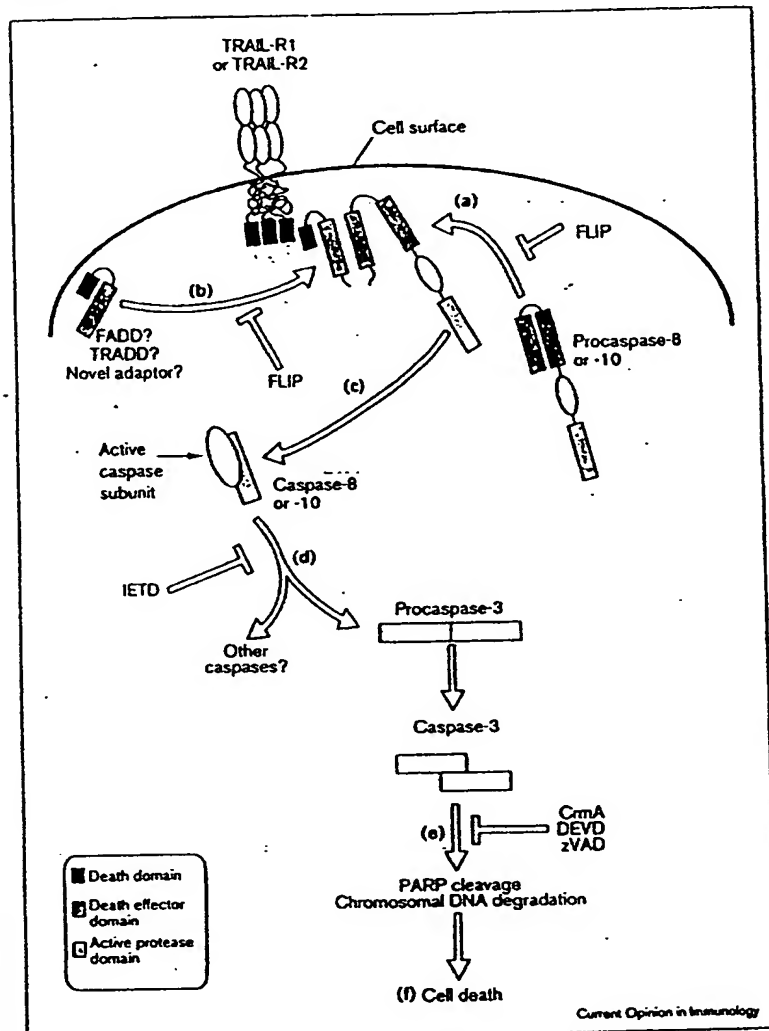 TRAIL-R1
or TRAIL-R2
Cell surface
(a)
FLIP
(b)
FADD?
TRADD?
Novel adaptor?
FLIP
Procaspase-8
or -10
(c)
Active
caspase
subunit
Caspase-8
or -10
(d)
IETD
Other
caspases?
Procaspase-3
Caspase-3
(e)
CrmA
DEVD
zVAD
PARP cleavage
Chromosomal DNA degradation
(f) Cell death
Death domain
Death effector
domain
Active protease
domain
Current Opinion in Immunology